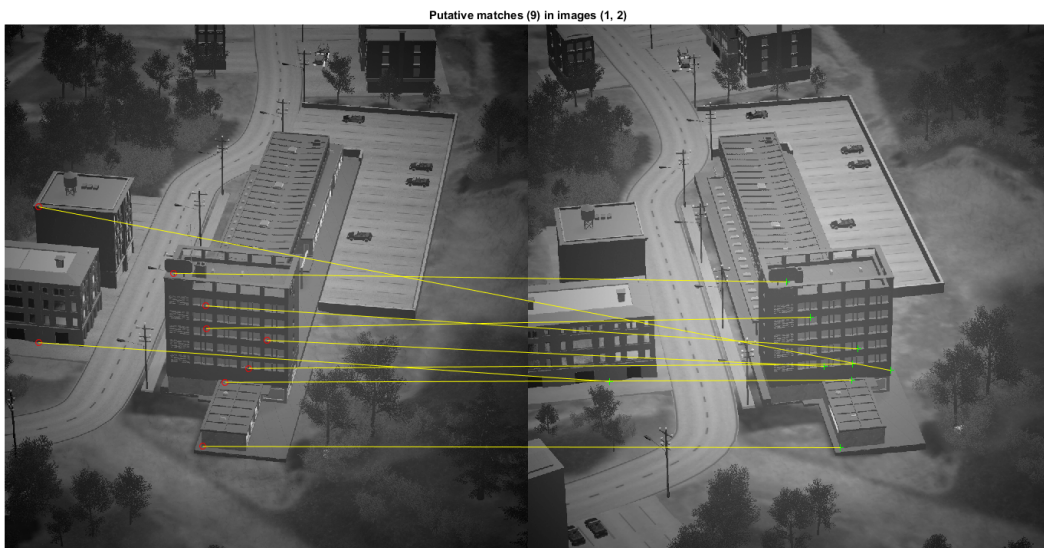 Putative matches (9) in images (1, 2)